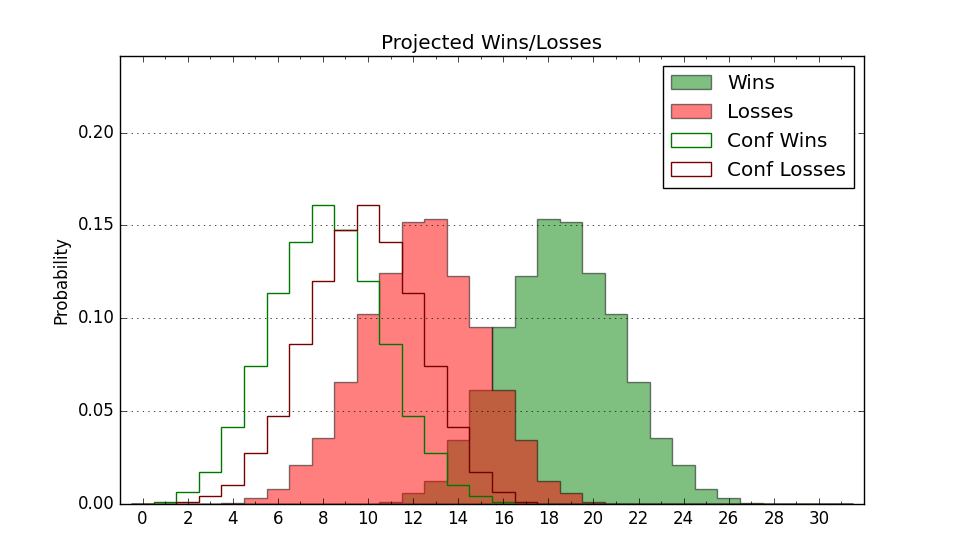 Projected Wins/Losses
Wins
Losses
Conf Wins
Conf Losses
Probability
0.20
0.15
0.10
0.05
0.00
0 2 4 6 8 10 12 14 16 18 20 22 24 26 28 30